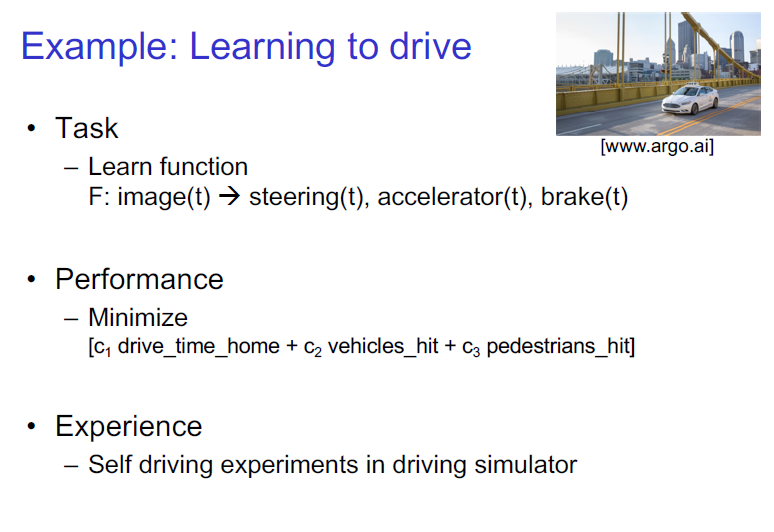 Example: Learning to drive
[www.argo.ai]
• Task
– Learn function
F: image(t) → steering(t), accelerator(t), brake(t)
• Performance
– Minimize
[c₁ drive_time_home + c₂ vehicles_hit + c₃ pedestrians_hit]
• Experience
– Self driving experiments in driving simulator